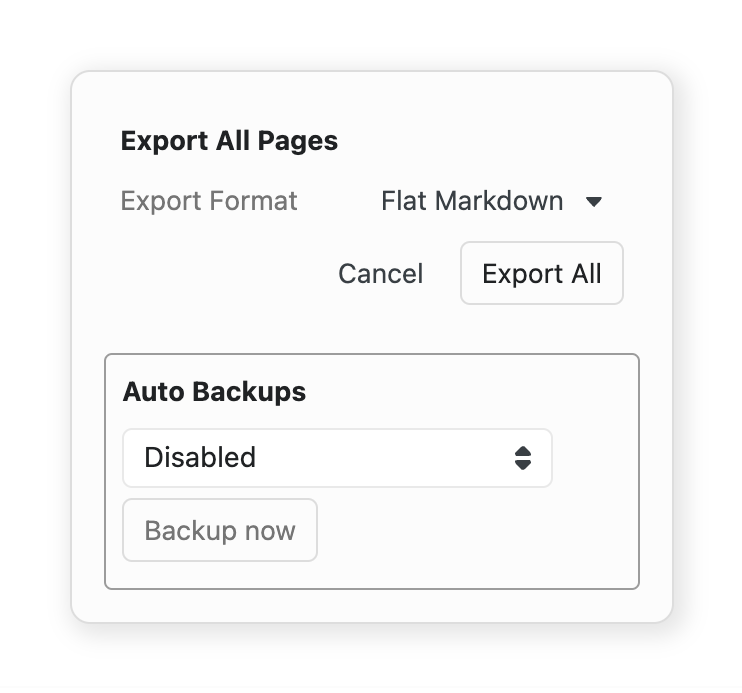 Export All Pages
Export Format Flat Markdown
Cancel Export All
Auto Backups
Disabled
Backup now